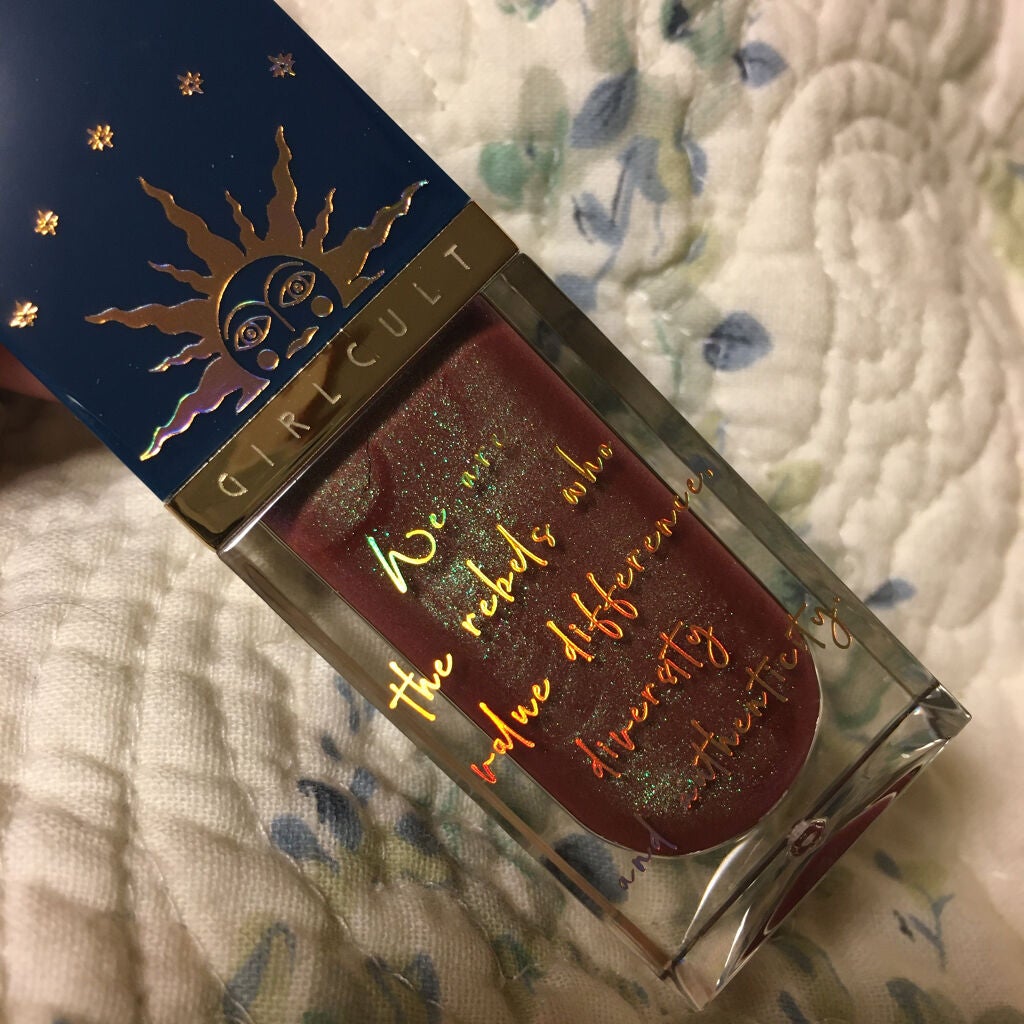 GIRLCULT
We are
the rebels who
value difference,
diversity
and authenticity.